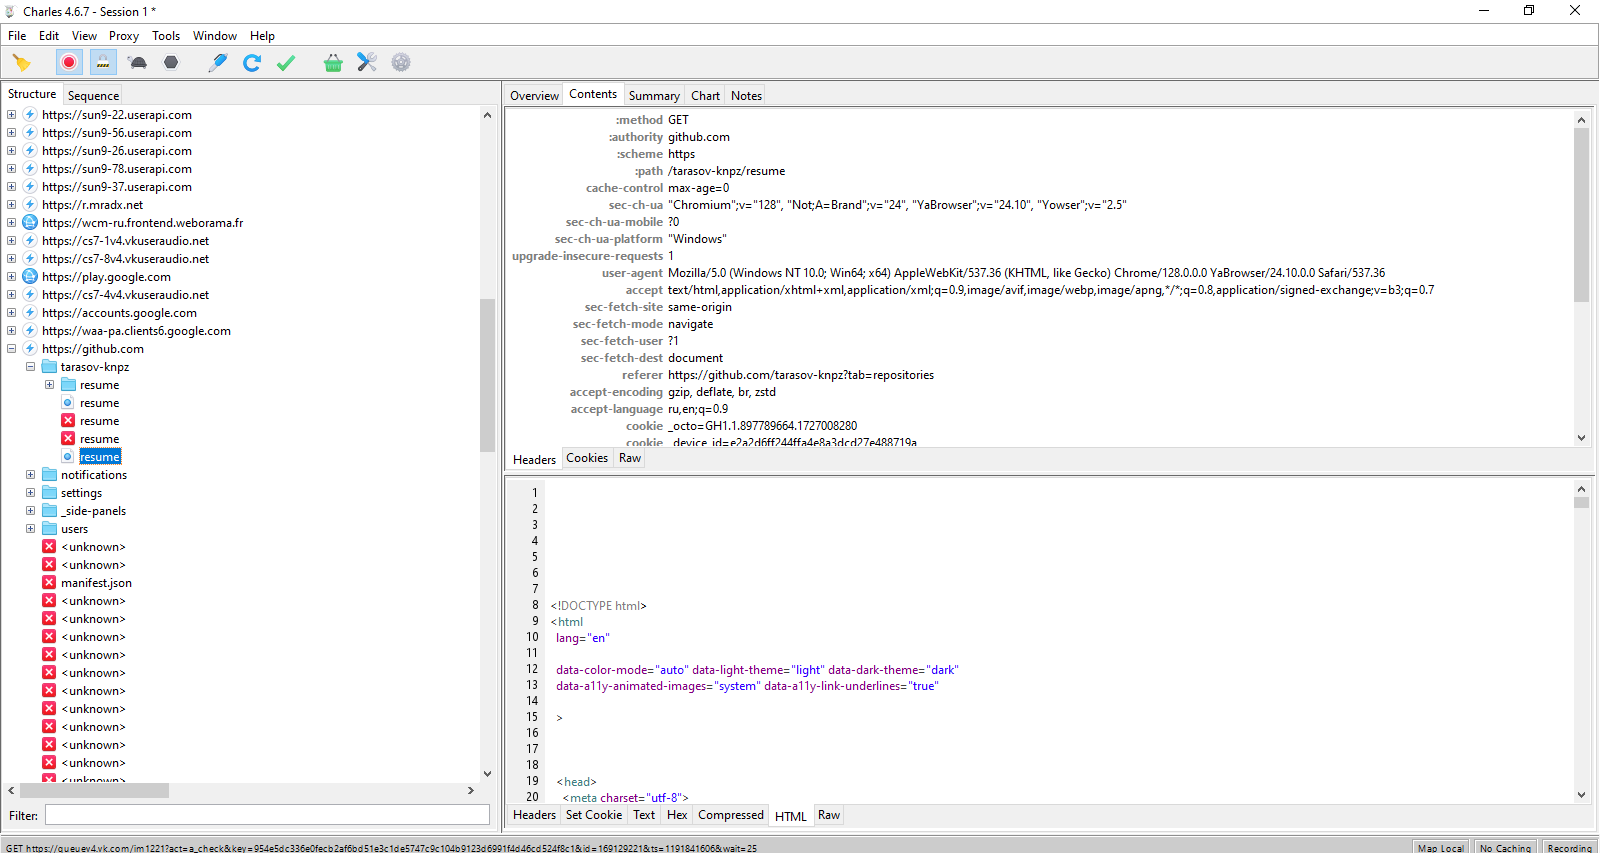 Charles 4.6.7 - Session 1 *
File Edit View Proxy Tools Window Help
Structure Sequence
https://sun9-22.userapi.com
https://sun9-56.userapi.com
https://sun9-26.userapi.com
https://sun9-78.userapi.com
https://sun9-37.userapi.com
https://r.mradx.net
https://wcm-ru.frontend.weborama.fr
https://cs7-1v4.vkuseraudio.net
https://cs7-8v4.vkuseraudio.net
https://play.google.com
https://cs7-4v4.vkuseraudio.net
https://accounts.google.com
https://waa-pa.clients6.google.com
https://github.com
tarasov-knpz
resume
resume
resume
resume
resume
notifications
settings
_side-panels
users
<unknown>
<unknown>
manifest.json
<unknown>
<unknown>
<unknown>
<unknown>
<unknown>
<unknown>
<unknown>
<unknown>
<unknown>
<unknown>
<unknown>
Filter:
Overview Contents Summary Chart Notes
:method GET
:authority github.com
:scheme https
:path /tarasov-knpz/resume
cache-control max-age=0
sec-ch-ua "Chromium";v="128", "Not;A=Brand";v="24", "YaBrowser";v="24.10", "Yowser";v="2.5"
sec-ch-ua-mobile ?0
sec-ch-ua-platform "Windows"
upgrade-insecure-requests 1
user-agent Mozilla/5.0 (Windows NT 10.0; Win64; x64) AppleWebKit/537.36 (KHTML, like Gecko) Chrome/128.0.0.0 YaBrowser/24.10.0.0 Safari/537.36
accept text/html,application/xhtml+xml,application/xml;q=0.9,image/avif,image/webp,image/apng,*/*;q=0.8,application/signed-exchange;v=b3;q=0.7
sec-fetch-site same-origin
sec-fetch-mode navigate
sec-fetch-user ?1
sec-fetch-dest document
referer https://github.com/tarasov-knpz?tab=repositories
accept-encoding gzip, deflate, br, zstd
accept-language ru,en;q=0.9
cookie _octo=GH1.1.897789664.1727008280
cookie _device_id=e2a2d6ff244ffa4e8a3dcd27e488719a
Headers Cookies Raw
1
2
3
4
5
6
7
8 <!DOCTYPE html>
9 <html
10 lang="en"
11
12 data-color-mode="auto" data-light-theme="light" data-dark-theme="dark"
13 data-a11y-animated-images="system" data-a11y-link-underlines="true"
14
15 >
16
17
18
19 <head>
20 <meta charset="utf-8">
Headers Set Cookie Text Hex Compressed HTML Raw
GET https://queuev4.vk.com/im1221?act=a_check&key=954e5dc336e0fecb2af6bd51e3c1de5747c9c104b9123d6991f4d46cd524f8c1&id=169129221&ts=1191841606&wait=25
Map Local No Caching Recording